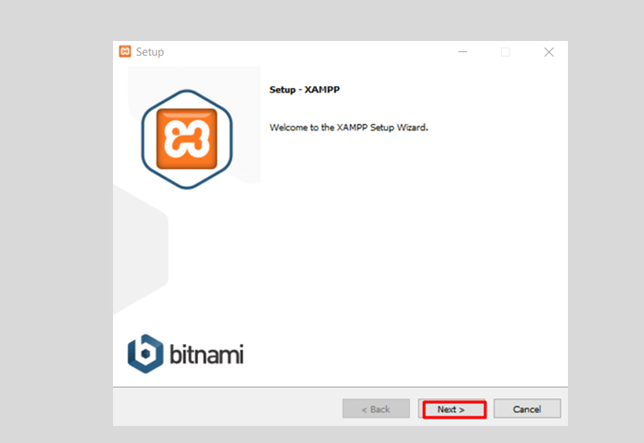 Setup
Setup - XAMPP
Welcome to the XAMPP Setup Wizard.
bitnami
< Back
Next >
Cancel